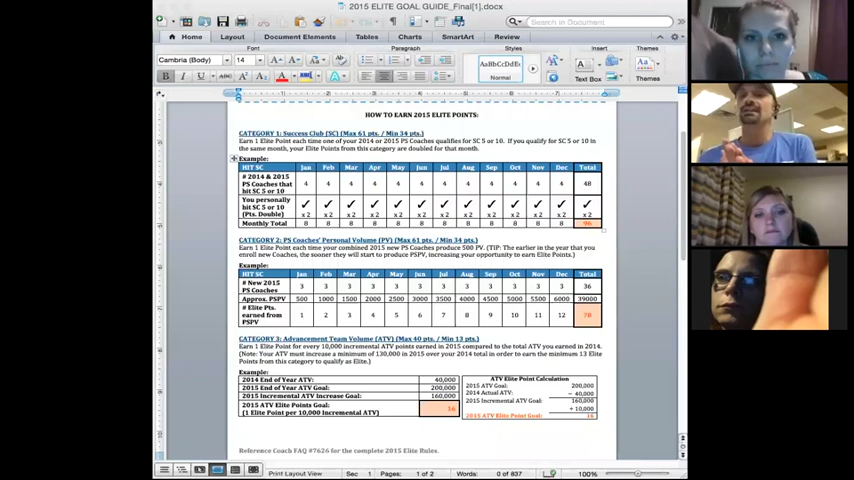 2015 ELITE GOAL GUIDE_Final[1].docx
Search in Document
Home Layout Document Elements Tables Charts SmartArt Review
Font Paragraph Styles Insert Themes
Cambria (Body) 14
AaBbCcDdEe
Normal
Text Box
Themes
HOW TO EARN 2015 ELITE POINTS:
CATEGORY 1: Success Club (SC) (Max 61 pts. / Min 34 pts.)
Earn 1 Elite Point each time one of your 2014 or 2015 PS Coaches qualifies for SC 5 or 10. If you qualify for SC 5 or 10 in
the same month, your Elite Points from this category are doubled for that month.
Example:
HIT SC Jan Feb Mar Apr May Jun Jul Aug Sep Oct Nov Dec Total
# 2014 & 2015
PS Coaches that
hit SC 5 or 10
4 4 4 4 4 4 4 4 4 4 4 4 48
You personally
hit SC 5 or 10
(Pts. Double)
✓ ✓ ✓ ✓ ✓ ✓ ✓ ✓ ✓ ✓ ✓ ✓ ✓
x 2 x 2 x 2 x 2 x 2 x 2 x 2 x 2 x 2 x 2 x 2 x 2 x 2
Monthly Total 8 8 8 8 8 8 8 8 8 8 8 8 96
CATEGORY 2: PS Coaches' Personal Volume (PV) (Max 61 pts. / Min 34 pts.)
Earn 1 Elite Point each time your combined 2015 new PS Coaches produce 500 PV. (TIP: The earlier in the year that you
enroll new Coaches, the sooner they will start to produce PSPV, increasing your opportunity to earn Elite Points.)
Example:
HIT SC Jan Feb Mar Apr May Jun Jul Aug Sep Oct Nov Dec Total
# New 2015
PS Coaches
3 3 3 3 3 3 3 3 3 3 3 3 36
Approx. PSPV 500 1000 1500 2000 2500 3000 3500 4000 4500 5000 5500 6000 39000
# Elite Pts.
earned from
PSPV
1 2 3 4 5 6 7 8 9 10 11 12 78
CATEGORY 3: Advancement Team Volume (ATV) (Max 40 pts. / Min 13 pts.)
Earn 1 Elite Point for every 10,000 incremental ATV points earned in 2015 compared to the total ATV you earned in 2014.
(Note: Your ATV must increase a minimum of 130,000 in 2015 over your 2014 total in order to earn the minimum 13 Elite
Points from this category to qualify as Elite.)
Example:
2014 End of Year ATV: 40,000
2015 End of Year ATV Goal: 200,000
2015 Incremental ATV Increase Goal: 160,000
2015 ATV Elite Points Goal:
(1 Elite Point per 10,000 Incremental ATV)
16
ATV Elite Point Calculation
2015 ATV Goal: 200,000
2014 Actual ATV: – 40,000
2015 Incremental ATV Goal: 160,000
÷ 10,000
2015 ATV Elite Point Goal: 16
Reference Coach FAQ #7626 for the complete 2015 Elite Rules.
Print Layout View Sec 1 Pages: 1 of 2 Words: 0 of 837 100%